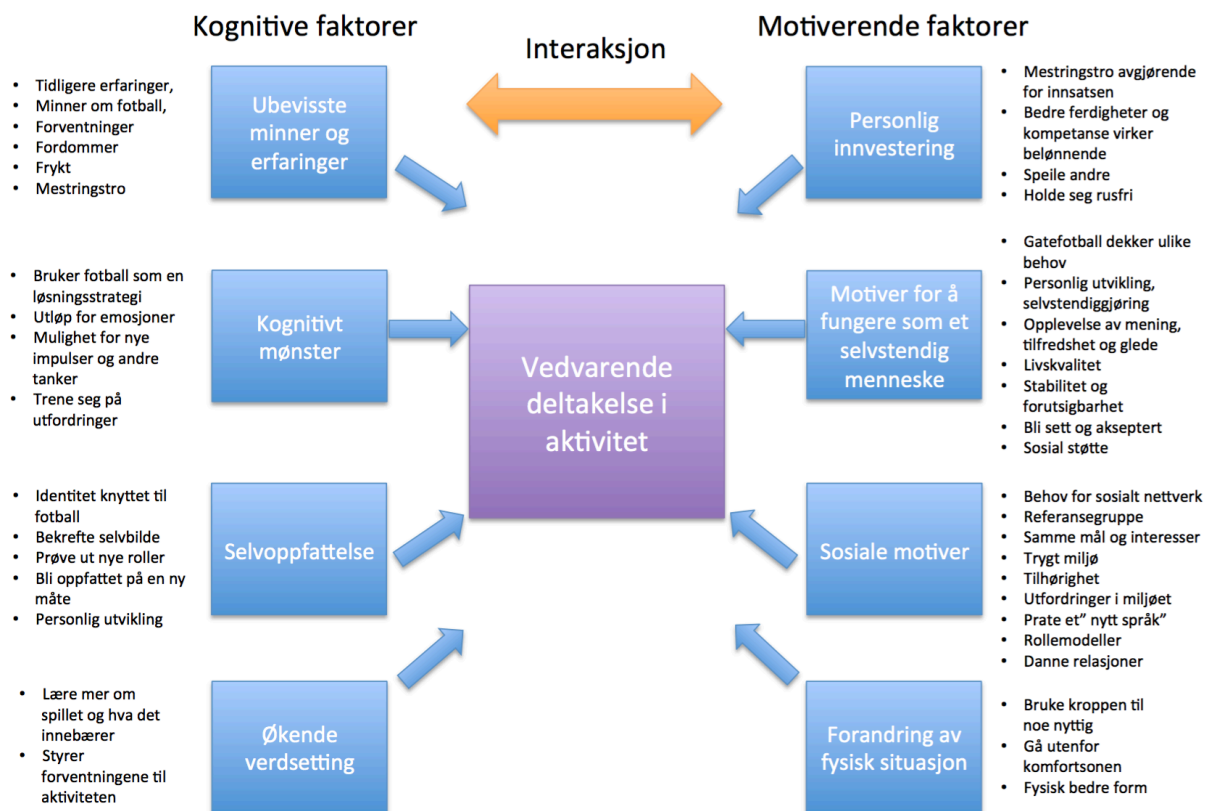 Kognitive faktorer
Interaksjon
Motiverende faktorer
• Tidligere erfaringer,
• Minner om fotball,
• Forventninger
• Fordommer
• Frykt
• Mestringstro
Ubevisste
minner og
erfaringer
Personlig
innvestering
• Mestringstro avgjørende
for innsatsen
• Bedre ferdigheter og
kompetanse virker
belønnende
• Speile andre
• Holde seg rusfri
• Bruker fotball som en
løsningsstrategi
• Utløp for emosjoner
• Mulighet for nye
impulser og andre
tanker
• Trene seg på
utfordringer
Kognitivt
mønster
Vedvarende
deltakelse i
aktivitet
Motiver for å
fungere som et
selvstendig
menneske
• Gatefotball dekker ulike
behov
• Personlig utvikling,
selvstendiggjøring
• Opplevelse av mening,
tilfredshet og glede
• Livskvalitet
• Stabilitet og
forutsigbarhet
• Bli sett og akseptert
• Sosial støtte
• Identitet knyttet til
fotball
• Bekrefte selvbilde
• Prøve ut nye roller
• Bli oppfattet på en ny
måte
• Personlig utvikling
Selvoppfattelse
Sosiale motiver
• Behov for sosialt nettverk
• Referansegruppe
• Samme mål og interesser
• Trygt miljø
• Tilhørighet
• Utfordringer i miljøet
• Prate et” nytt språk”
• Rollemodeller
• Danne relasjoner
• Lære mer om
spillet og hva det
innebærer
• Styrer
forventningene til
aktiviteten
Økende
verdsetting
Forandring av
fysisk situasjon
• Bruke kroppen til
noe nyttig
• Gå utenfor
komfortsonen
• Fysisk bedre form